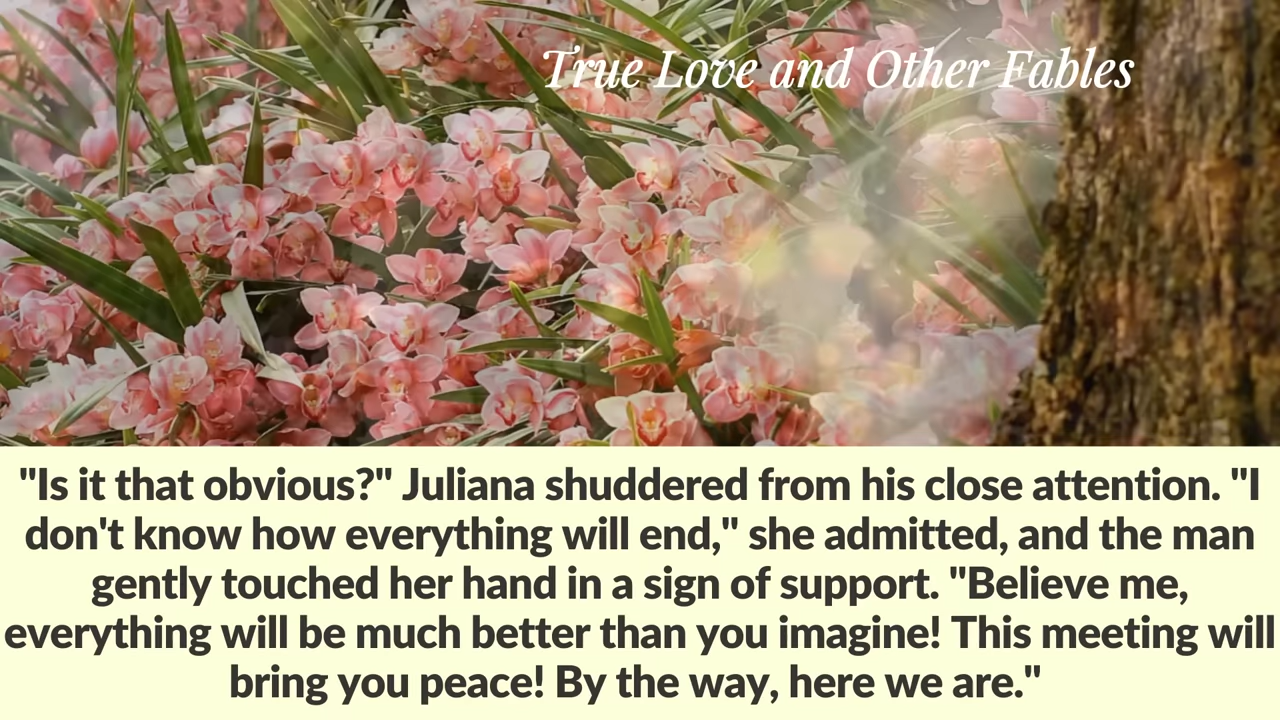 True Love and Other Fables
"Is it that obvious?" Juliana shuddered from his close attention. "I
don't know how everything will end," she admitted, and the man
gently touched her hand in a sign of support. "Believe me,
everything will be much better than you imagine! This meeting will
bring you peace! By the way, here we are."